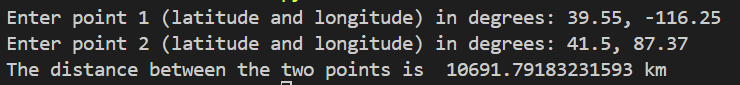 Enter point 1 (latitude and longitude) in degrees: 39.55, -116.25
Enter point 2 (latitude and longitude) in degrees: 41.5, 87.37
The distance between the two points is  10691.79183231593 km